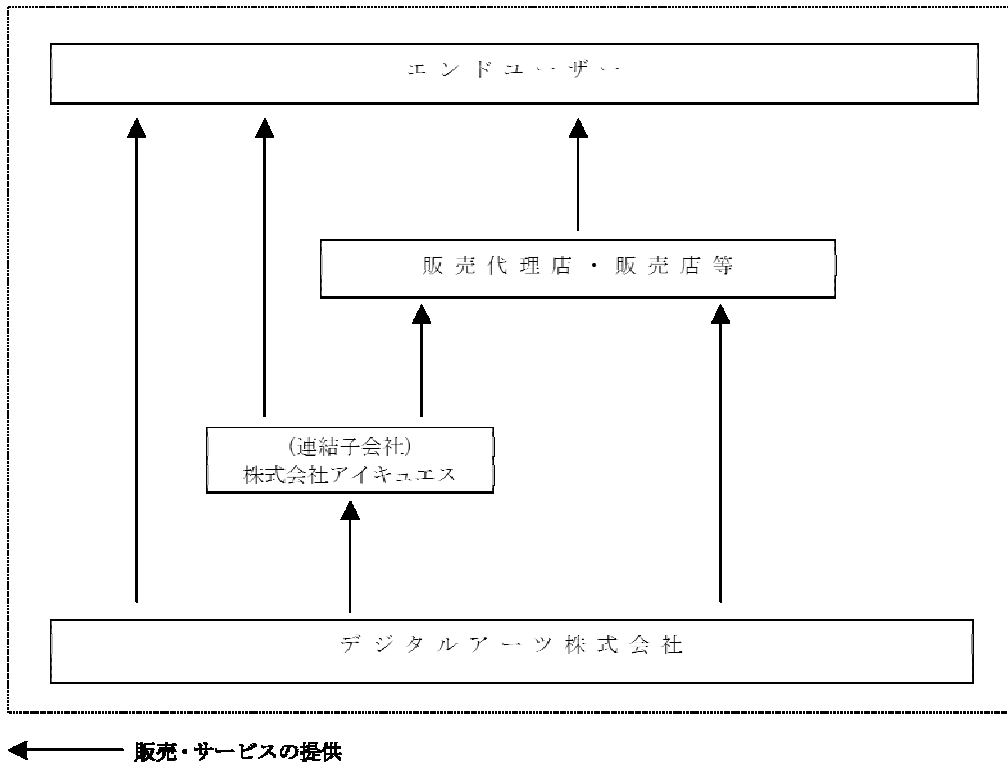 エンドユーザー
販売代理店・販売店等
(連結子会社)
株式会社アイキュエス
デジタルアーツ株式会社
販売・サービスの提供